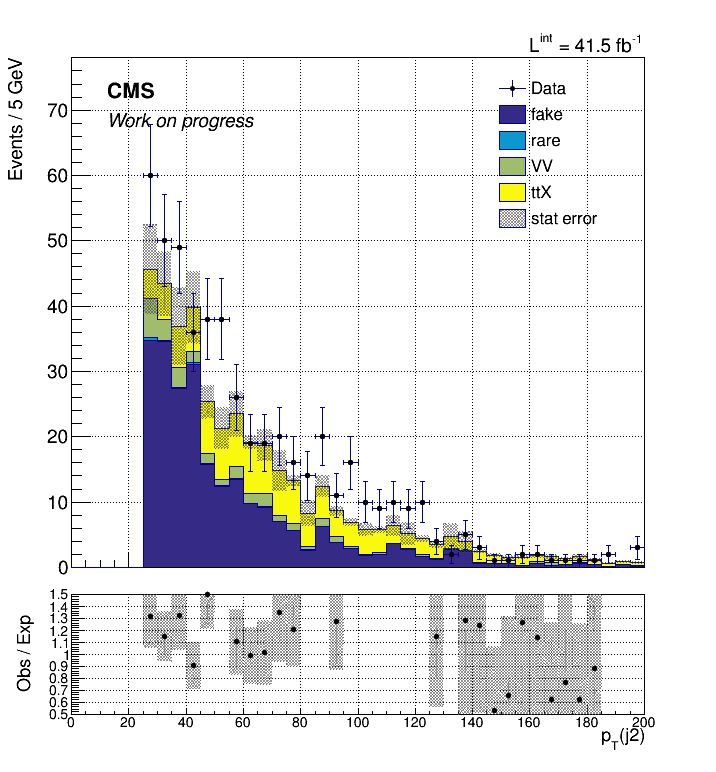 L^int = 41.5 fb^-1
Events / 5 GeV
CMS
Work on progress
Data
fake
rare
VV
ttX
stat error
70
60
50
40
30
20
10
0
Obs / Exp
1.5
1.4
1.3
1.2
1.1
1
0.9
0.8
0.7
0.6
0.5
0 20 40 60 80 100 120 140 160 180 200
p_T(j2)